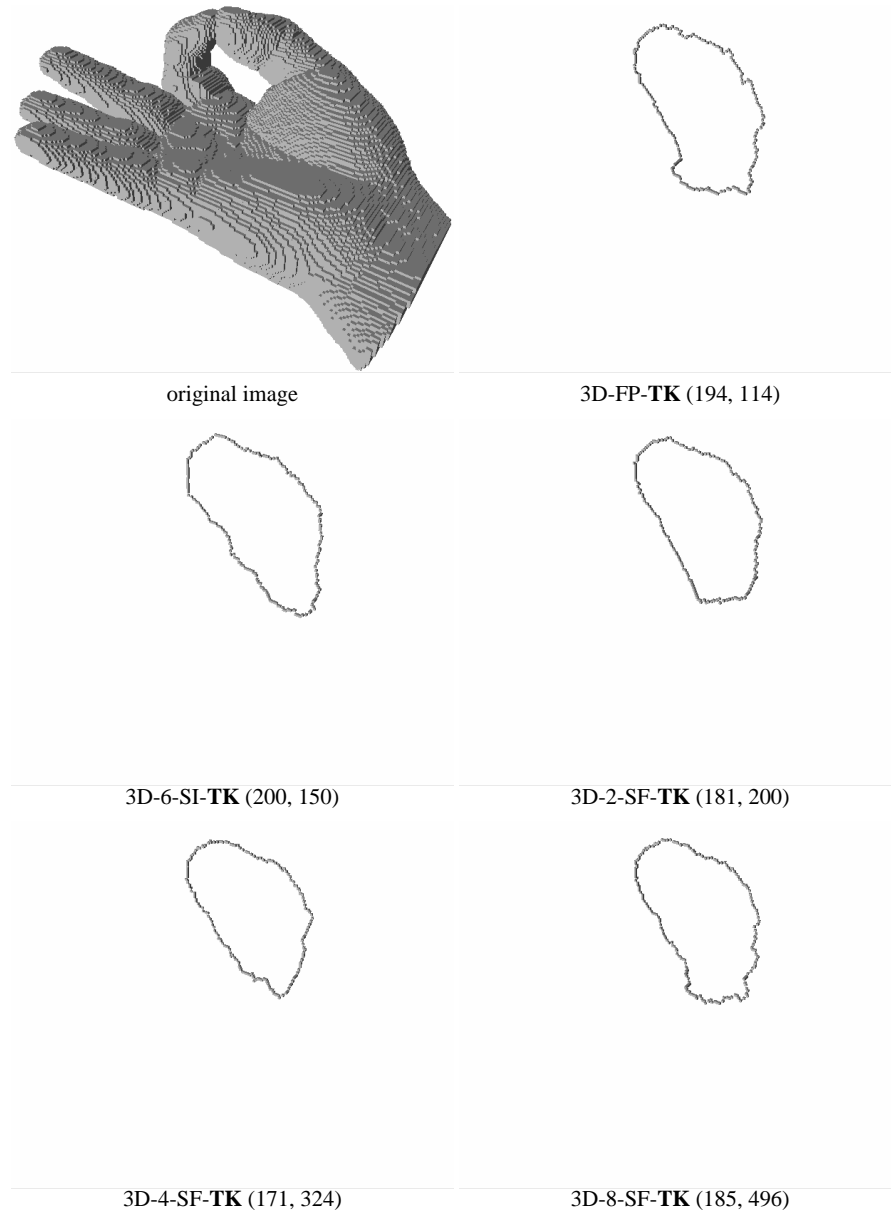 original image
3D-FP-TK (194, 114)
3D-6-SI-TK (200, 150)
3D-2-SF-TK (181, 200)
3D-4-SF-TK (171, 324)
3D-8-SF-TK (185, 496)